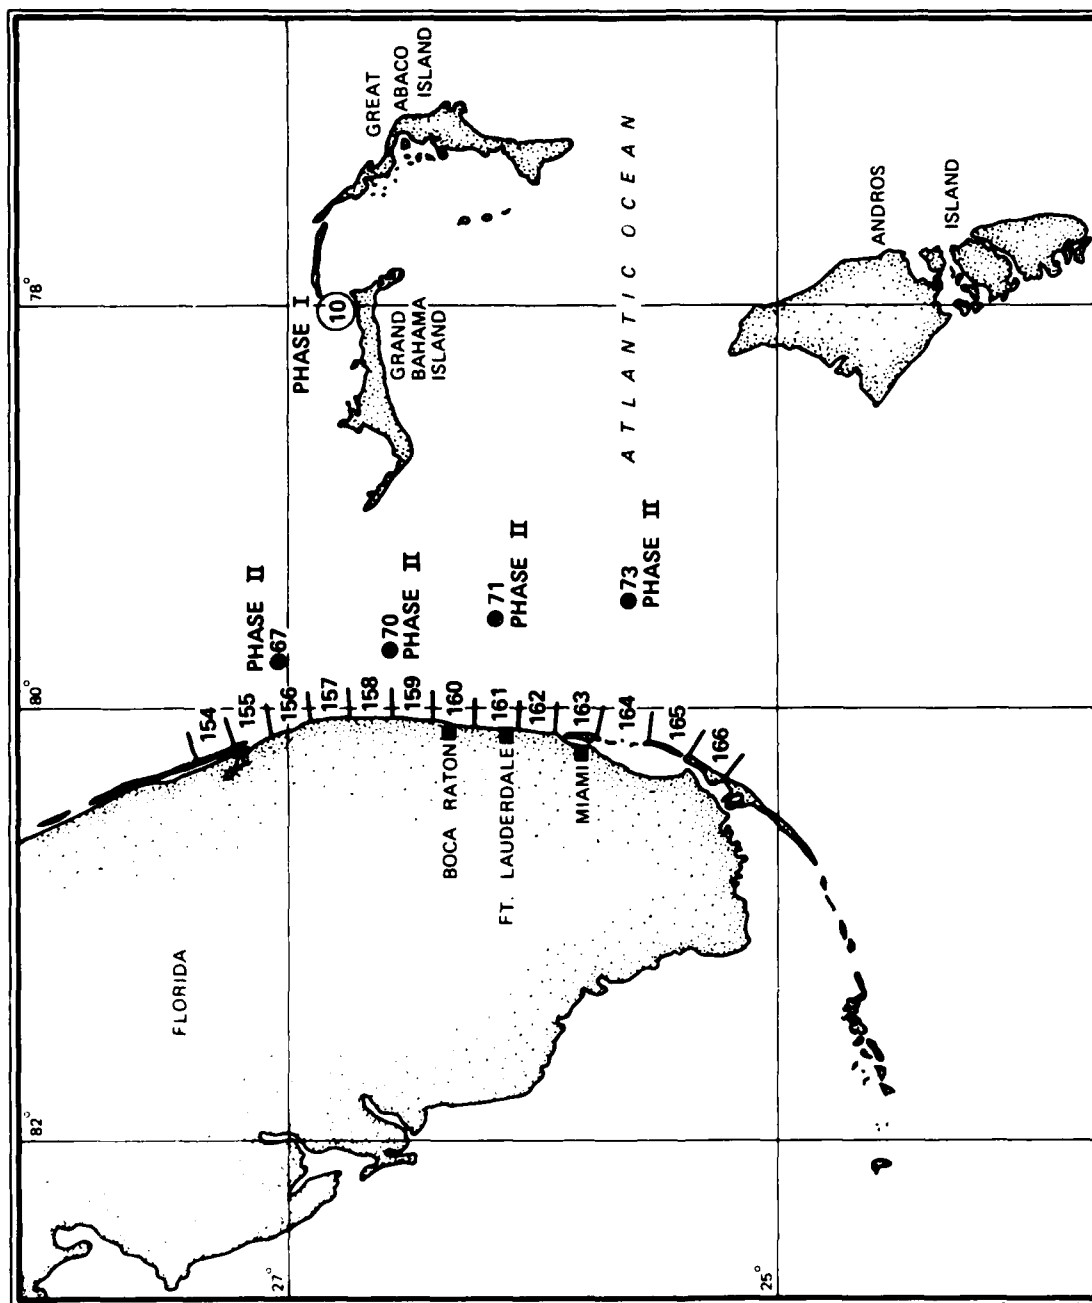 82°
80°
78°
27°
25°
FLORIDA
BOCA RATON
FT. LAUDERDALE
MIAMI
154
155
156
157
158
159
160
161
162
163
164
165
166
PHASE II
67
70
PHASE II
71
PHASE II
73
PHASE II
PHASE I
10
GRAND
BAHAMA
ISLAND
GREAT
ABACO
ISLAND
ATLANTIC OCEAN
ANDROS
ISLAND